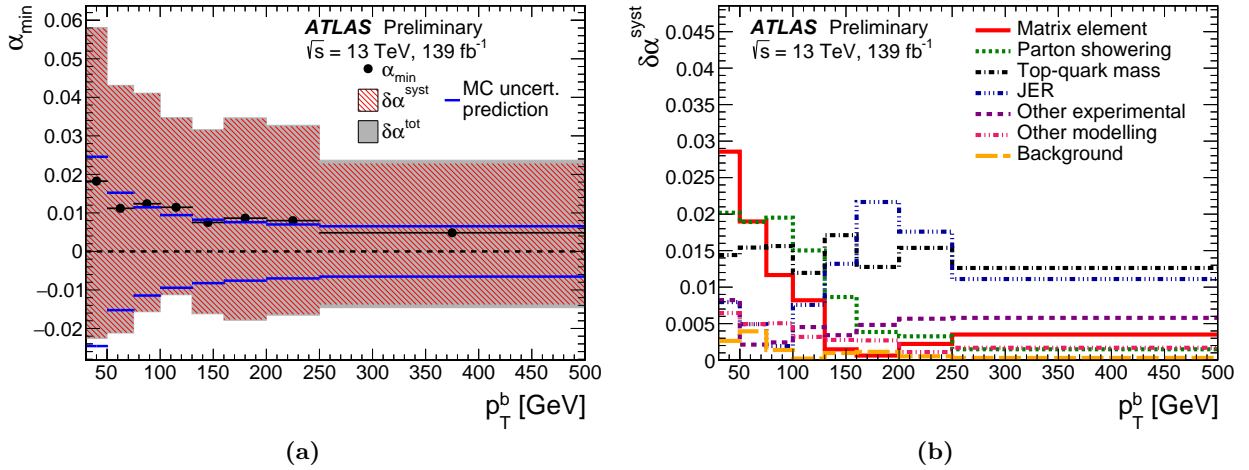 ATLAS Preliminary
√s = 13 TeV, 139 fb⁻¹
α_min
δα^syst
δα^tot
MC uncert.
prediction
α_min
0.06
0.05
0.04
0.03
0.02
0.01
0
−0.01
−0.02
50 100 150 200 250 300 350 400 450 500
p_T^b [GeV]
(a)
ATLAS Preliminary
√s = 13 TeV, 139 fb⁻¹
Matrix element
Parton showering
Top-quark mass
JER
Other experimental
Other modelling
Background
δα^syst
0.045
0.04
0.035
0.03
0.025
0.02
0.015
0.01
0.005
0
50 100 150 200 250 300 350 400 450 500
p_T^b [GeV]
(b)